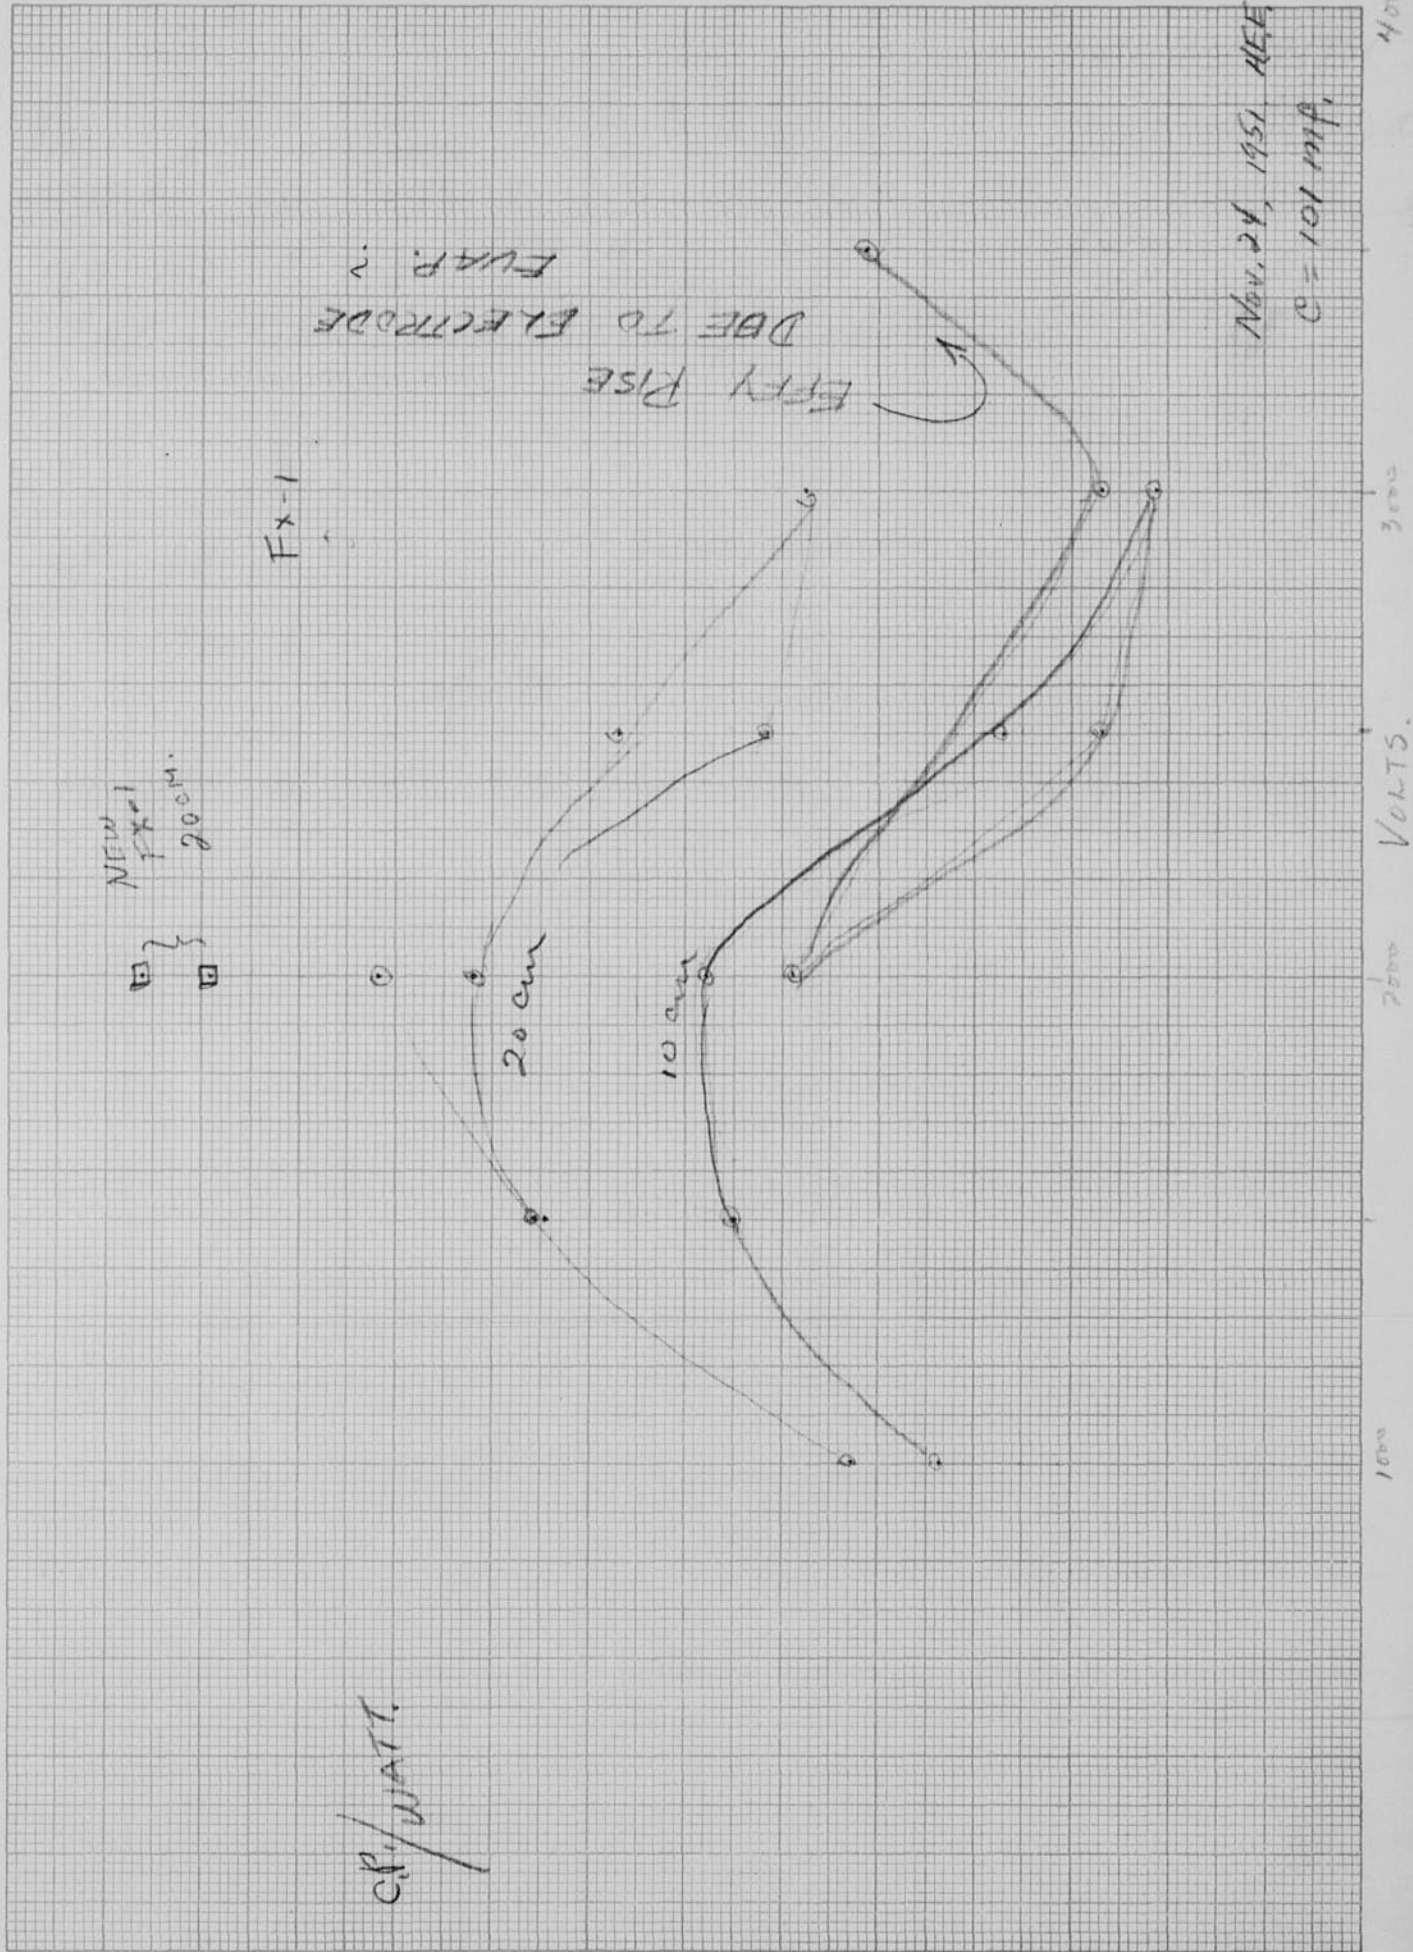 NEW
FX-1
20 CM.
FX-1
EFFY RISE
DUE TO ELECTRODE
EVAP. ?
C.P./WATT.
20 cm
10 cm
Nov. 24, 1951. HEE
C = 101 mf.
1000
2000
3000
VOLTS.